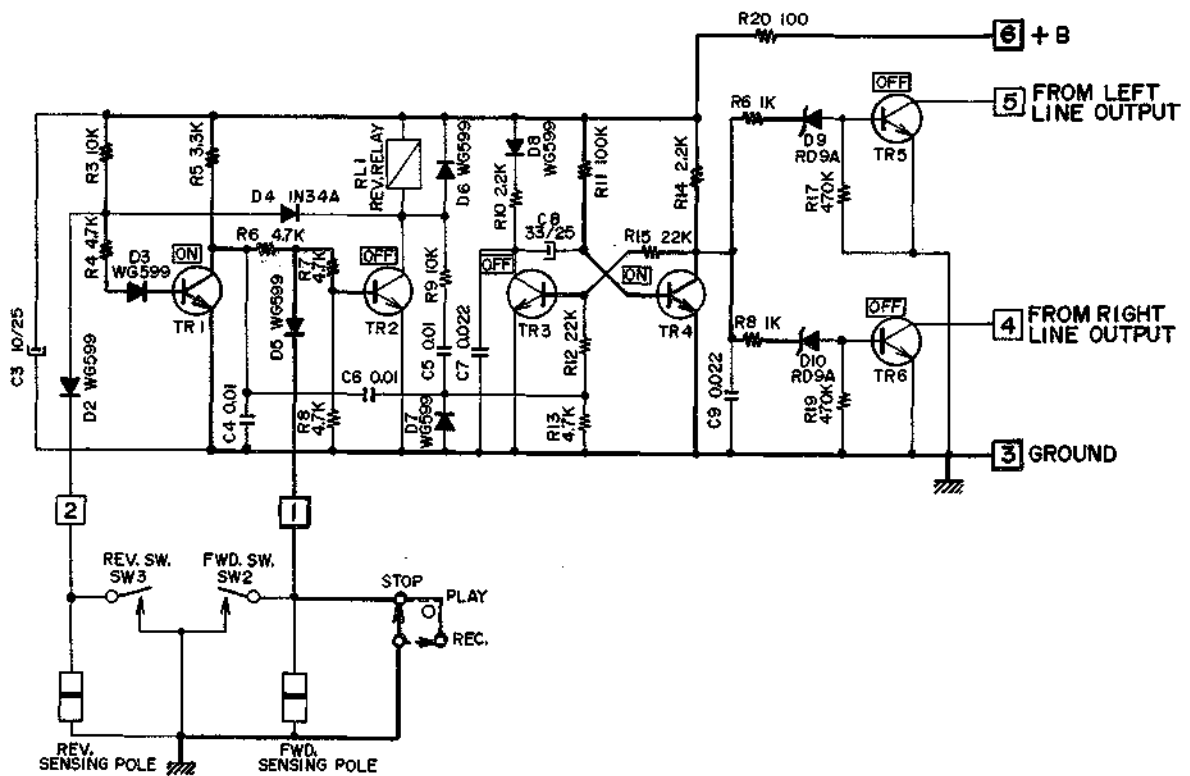 R20 100
6 + B
OFF
5 FROM LEFT
LINE OUTPUT
R6 1K
D9
RD9A
TR5
R17
470K
R3 10K
R5 3.3K
RL1
REV. RELAY
D6 WG599
D8
WG599
R10 2.2K
R11 100K
R14 2.2K
D4 IN34A
R4 4.7K
D3
WG599
ON
R6 4.7K
R7
4.7K
OFF
R9 10K
C8
33/25
R15 22K
OFF
ON
TR1
D5 WG599
TR2
C5 0.01
C7 0.022
TR3
R12 22K
TR4
OFF
4 FROM RIGHT
LINE OUTPUT
R8 1K
D10
RD9A
TR6
R19
470K
C9 0.022
C3 10/25
D2 WG599
C4 0.01
C6 0.01
R8
4.7K
D7
WG599
R13
4.7K
3 GROUND
2
1
REV. SW.
SW3
FWD. SW.
SW2
STOP
PLAY
REC.
REV.
SENSING POLE
FWD.
SENSING POLE